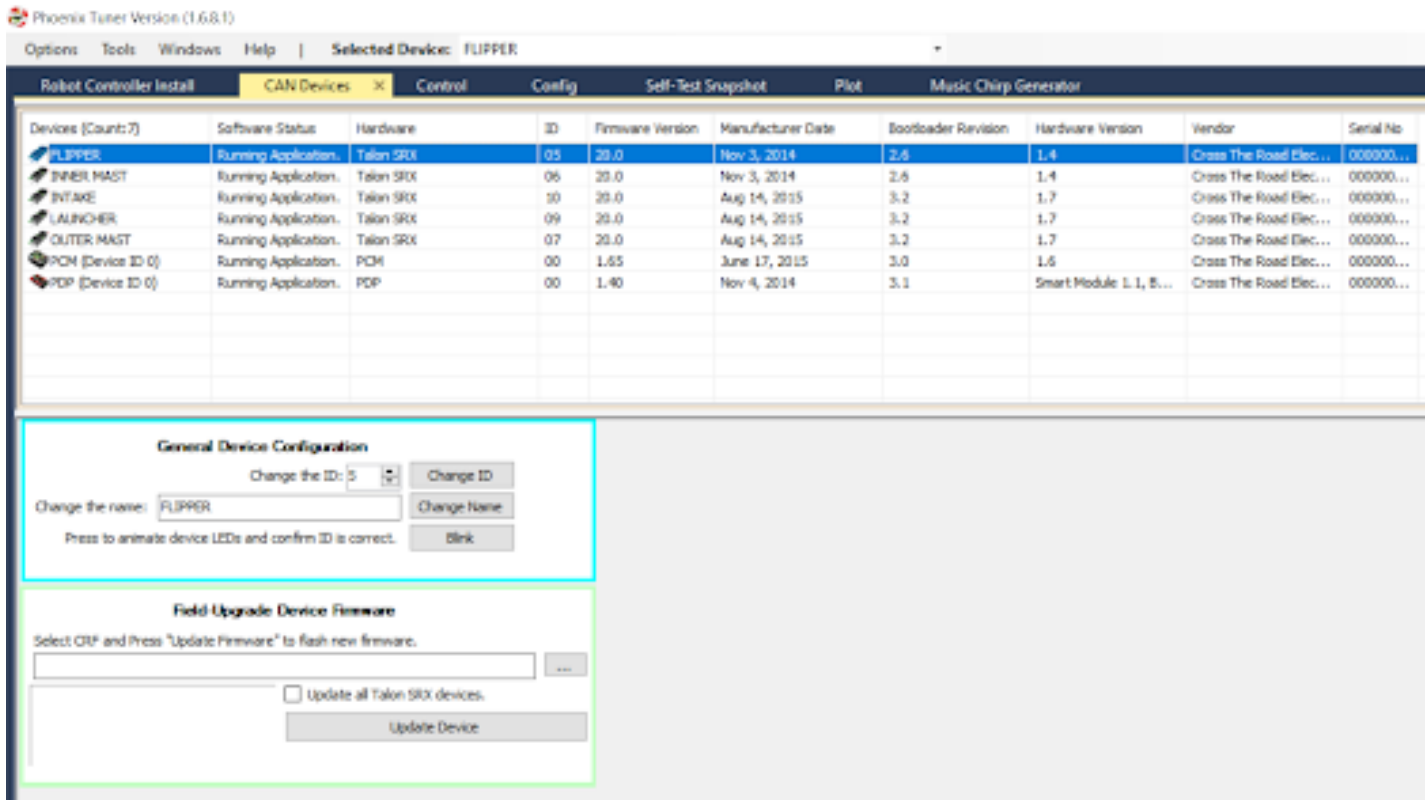 Phoenix Tuner Version (1.6.8.1)
Options Tools Windows Help | Selected Device: FLIPPER
Robot Controller Install CAN Devices × Control Config Self-Test Snapshot Plot Music Chirp Generator
Devices (Count: 7) Software Status Hardware ID Firmware Version Manufacturer Date Bootloader Revision Hardware Version Vendor Serial No
FLIPPER Running Application. Talon SRX 05 20.0 Nov 3, 2014 2.6 1.4 Cross The Road Elec... 000000...
INNER MAST Running Application. Talon SRX 06 20.0 Nov 3, 2014 2.6 1.4 Cross The Road Elec... 000000...
INTAKE Running Application. Talon SRX 10 20.0 Aug 14, 2015 3.2 1.7 Cross The Road Elec... 000000...
LAUNCHER Running Application. Talon SRX 09 20.0 Aug 14, 2015 3.2 1.7 Cross The Road Elec... 000000...
OUTER MAST Running Application. Talon SRX 07 20.0 Aug 14, 2015 3.2 1.7 Cross The Road Elec... 000000...
PCM (Device ID 0) Running Application. PCM 00 1.65 June 17, 2015 3.0 1.6 Cross The Road Elec... 000000...
PDP (Device ID 0) Running Application. PDP 00 1.40 Nov 4, 2014 3.1 Smart Module 1.1, B... Cross The Road Elec... 000000...
General Device Configuration
Change the ID: 5 Change ID
Change the name: FLIPPER Change Name
Press to animate device LEDs and confirm ID is correct. Blink
Field-Upgrade Device Firmware
Select CRF and Press "Update Firmware" to flash new firmware.
...
Update all Talon SRX devices.
Update Device